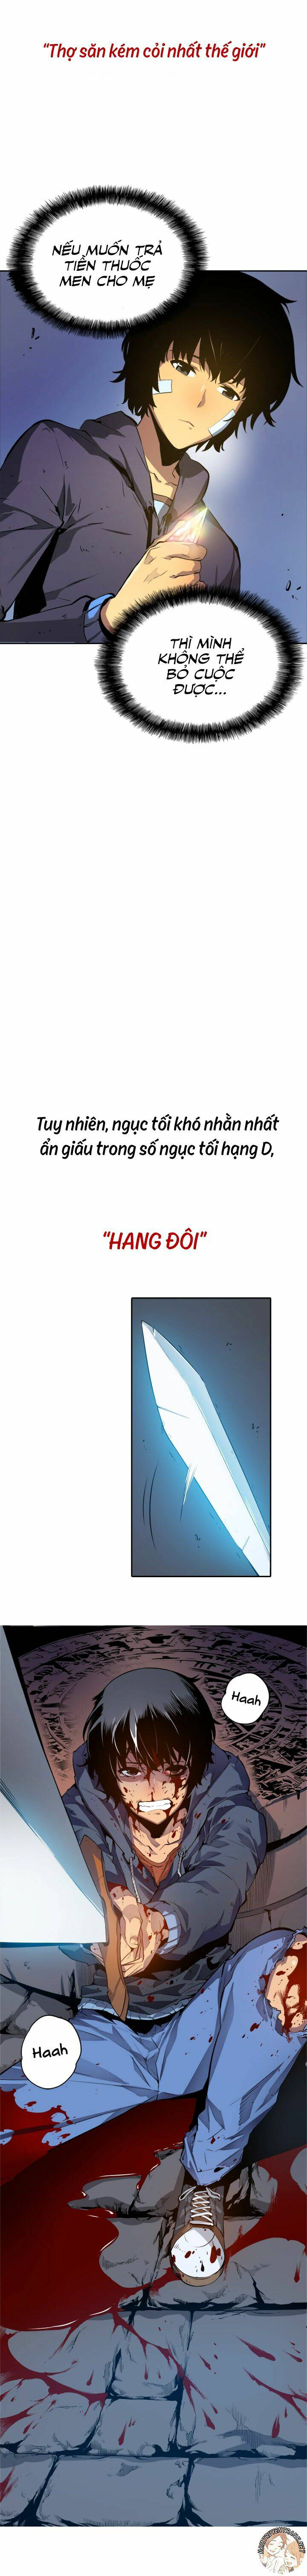 “Thợ săn kém cỏi nhất thế giới”
NẾU MUỐN TRẢ
TIỀN THUỐC
MEN CHO MẸ
THÌ MÌNH
KHÔNG THỂ
BỎ CUỘC
ĐƯỢC...
Tuy nhiên, ngục tối khó nhằn nhất
ẩn giấu trong số ngục tối hạng D,
“HANG ĐÔI”
Haah
Haah